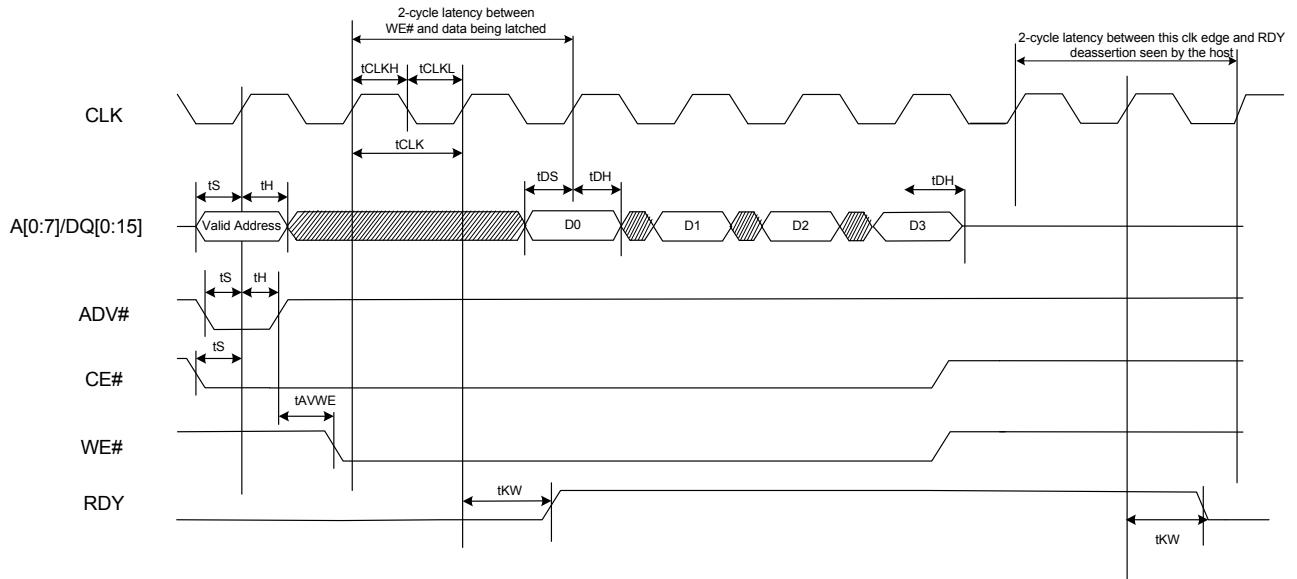 2-cycle latency between
WE# and data being latched
2-cycle latency between this clk edge and RDY
deassertion seen by the host
tCLKH
tCLKL
CLK
tCLK
tS
tH
tDS
tDH
tDH
A[0:7]/DQ[0:15]
Valid Address
D0
D1
D2
D3
tS
tH
ADV#
tS
CE#
tAVWE
WE#
tKW
RDY
tKW